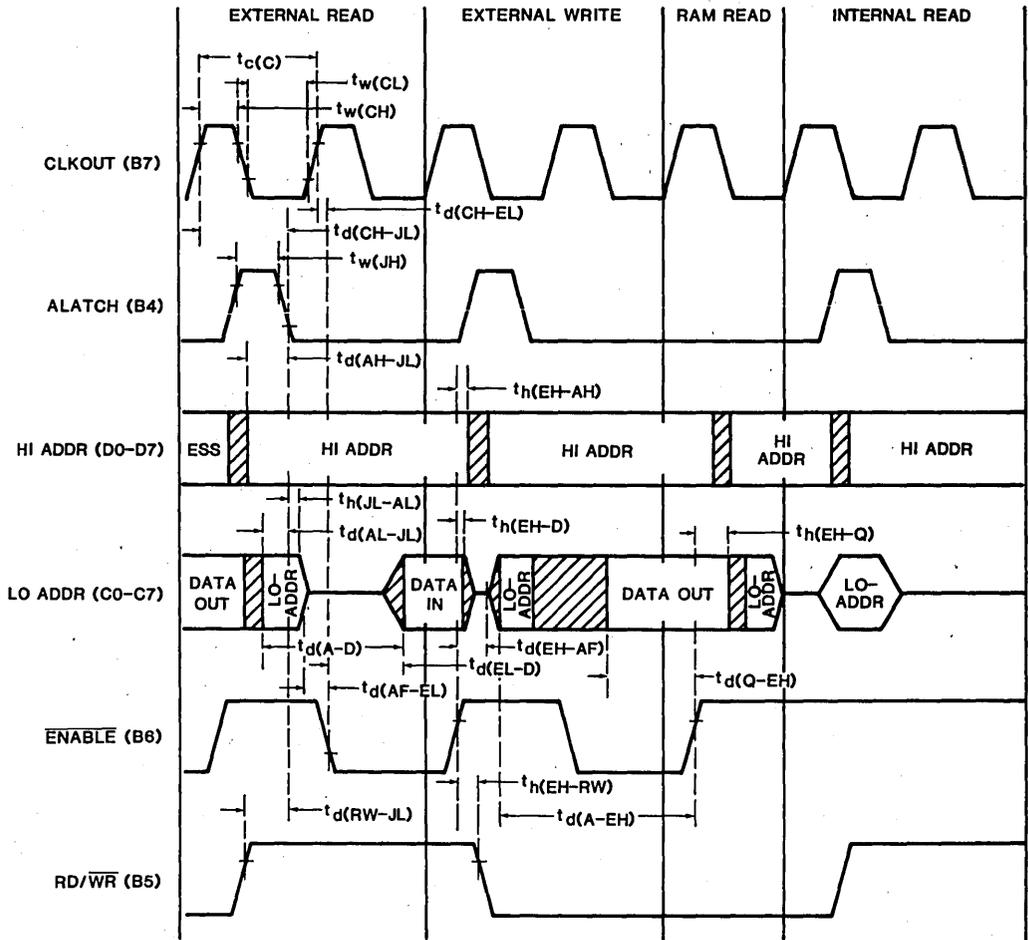 EXTERNAL READ
EXTERNAL WRITE
RAM READ
INTERNAL READ
tc(C)
tw(CL)
tw(CH)
CLKOUT (B7)
td(CH–EL)
td(CH–JL)
tw(JH)
ALATCH (B4)
td(AH–JL)
th(EH–AH)
HI ADDR (D0–D7)
ESS
HI ADDR
HI ADDR
HI
ADDR
HI ADDR
th(JL–AL)
td(AL–JL)
th(EH–D)
th(EH–Q)
LO ADDR (C0–C7)
DATA
OUT
LO–
ADDR
DATA
IN
LO–
ADDR
DATA OUT
LO–
ADDR
LO–
ADDR
td(A–D)
td(EH–AF)
td(EL–D)
td(AF–EL)
td(Q–EH)
ENABLE (B6)
th(EH–RW)
td(RW–JL)
td(A–EH)
RD/WR (B5)